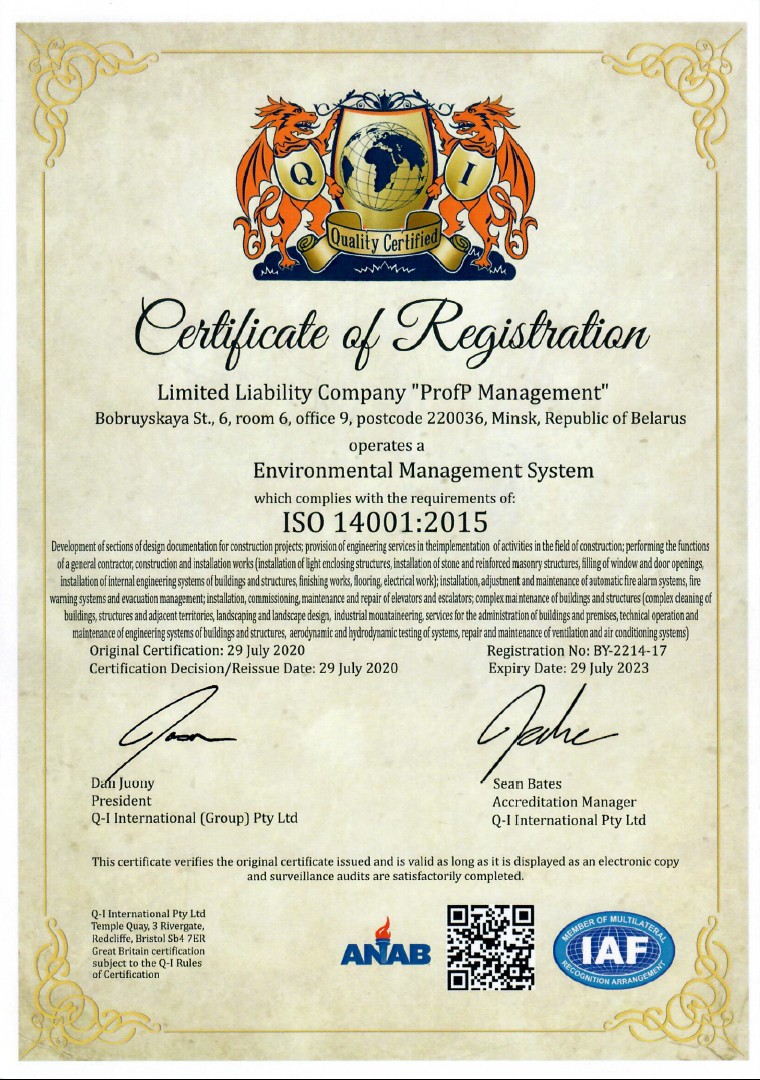 Q
I
Quality Certified
Certificate of Registration
Limited Liability Company "ProfP Management"
Bobruyskaya St., 6, room 6, office 9, postcode 220036, Minsk, Republic of Belarus
operates a
Environmental Management System
which complies with the requirements of:
ISO 14001:2015
Development of sections of design documentation for construction projects; provision of engineering services in theimplementation of activities in the field of construction; performing the functions
of a general contractor, construction and installation works (installation of light enclosing structures, installation of stone and reinforced masonry structures, filling of window and door openings,
installation of internal engineering systems of buildings and structures, finishing works, flooring, electrical work); installation, adjustment and maintenance of automatic fire alarm systems, fire
warning systems and evacuation management; installation, commissioning, maintenance and repair of elevators and escalators; complex maintenance of buildings and structures (complex cleaning of
buildings, structures and adjacent territories, landscaping and landscape design, industrial mountaineering, services for the administration of buildings and premises, technical operation and
maintenance of engineering systems of buildings and structures, aerodynamic and hydrodynamic testing of systems, repair and maintenance of ventilation and air conditioning systems)
Original Certification: 29 July 2020 Registration No: BY-2214-17
Certification Decision/Reissue Date: 29 July 2020 Expiry Date: 29 July 2023
Dan Juony
President
Q-I International (Group) Pty Ltd
Sean Bates
Accreditation Manager
Q-I International Pty Ltd
This certificate verifies the original certificate issued and is valid as long as it is displayed as an electronic copy
and surveillance audits are satisfactorily completed.
Q-I International Pty Ltd
Temple Quay, 3 Rivergate,
Redcliffe, Bristol Sb4 7ER
Great Britain certification
subject to the Q-I Rules
of Certification
ANAB
MEMBER OF MULTILATERAL
IAF
RECOGNITION ARRANGEMENT